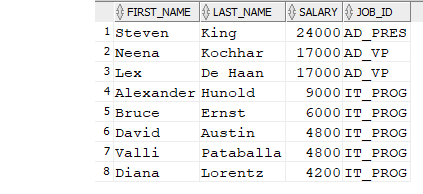 FIRST_NAME LAST_NAME SALARY JOB_ID
1 Steven King 24000 AD_PRES
2 Neena Kochhar 17000 AD_VP
3 Lex De Haan 17000 AD_VP
4 Alexander Hunold 9000 IT_PROG
5 Bruce Ernst 6000 IT_PROG
6 David Austin 4800 IT_PROG
7 Valli Pataballa 4800 IT_PROG
8 Diana Lorentz 4200 IT_PROG